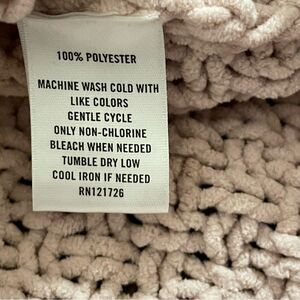 100% POLYESTER
MACHINE WASH COLD WITH
LIKE COLORS
GENTLE CYCLE
ONLY NON-CHLORINE
BLEACH WHEN NEEDED
TUMBLE DRY LOW
COOL IRON IF NEEDED
RN121726